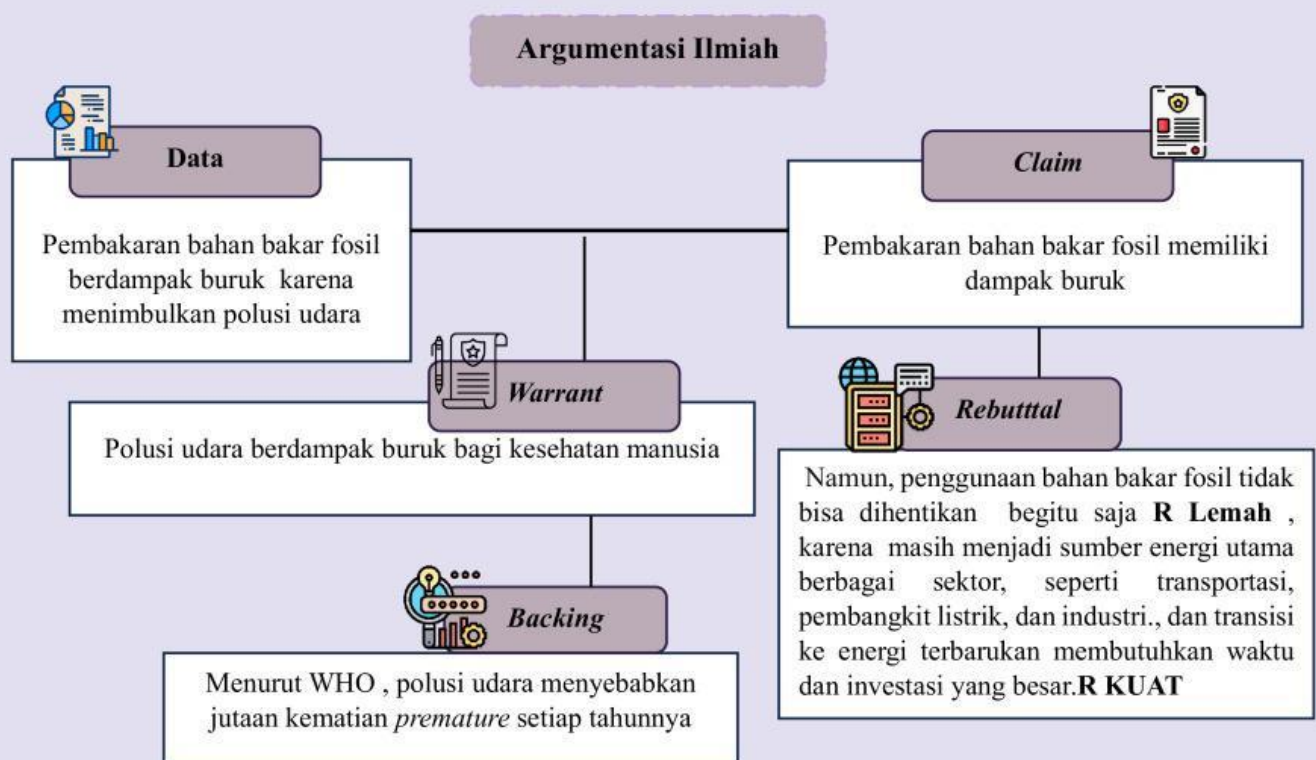 Argumentasi Ilmiah
Data
Pembakaran bahan bakar fosil
berdampak buruk karena
menimbulkan polusi udara
Claim
Pembakaran bahan bakar fosil memiliki
dampak buruk
Warrant
Polusi udara berdampak buruk bagi kesehatan manusia
Rebutttal
Namun, penggunaan bahan bakar fosil tidak
bisa dihentikan begitu saja R Lemah ,
karena masih menjadi sumber energi utama
berbagai sektor, seperti transportasi,
pembangkit listrik, dan industri., dan transisi
ke energi terbarukan membutuhkan waktu
dan investasi yang besar.R KUAT
Backing
Menurut WHO , polusi udara menyebabkan
jutaan kematian premature setiap tahunnya